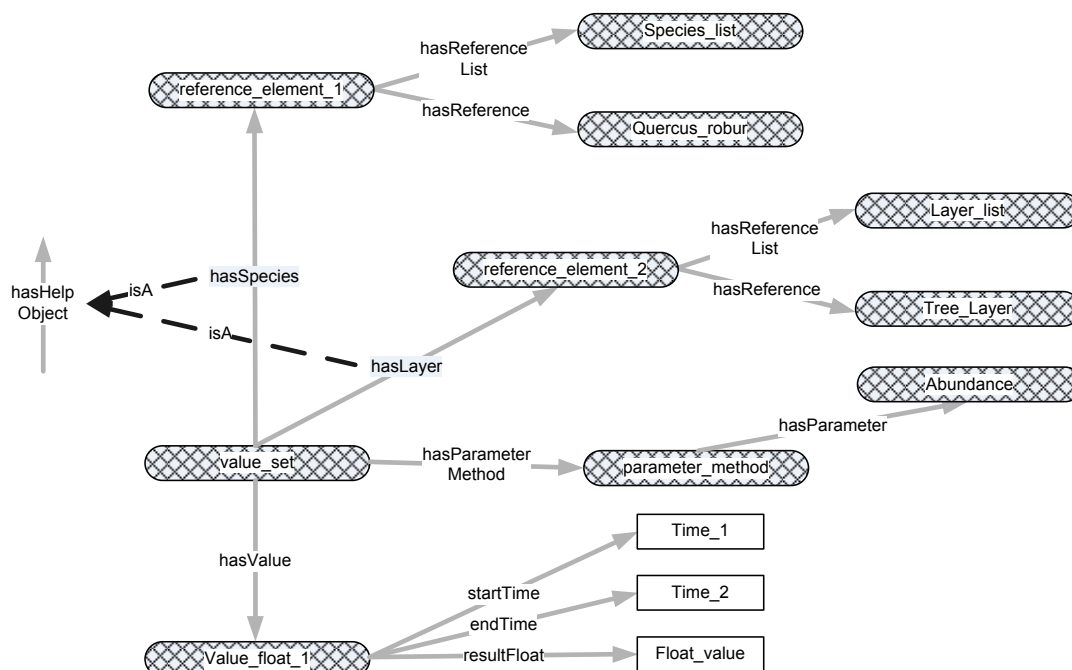 Species_list
hasReference
List
reference_element_1
hasReference
Quercus_robur
Layer_list
hasReference
List
reference_element_2
hasSpecies
hasHelp
Object
isA
hasReference
Tree_Layer
isA
hasLayer
Abundance
hasParameter
value_set
hasParameter
Method
parameter_method
Time_1
hasValue
startTime
Time_2
endTime
Value_float_1
resultFloat
Float_value